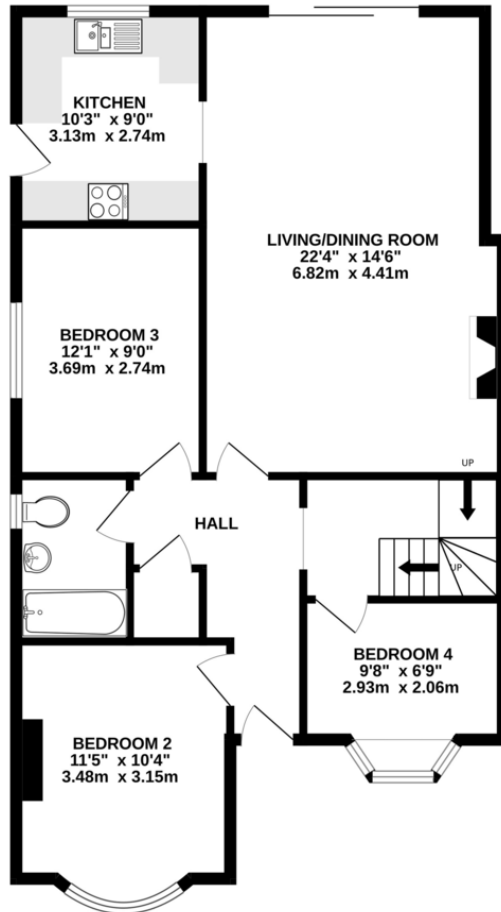 KITCHEN
10'3" x 9'0"
3.13m x 2.74m
LIVING/DINING ROOM
22'4" x 14'6"
6.82m x 4.41m
BEDROOM 3
12'1" x 9'0"
3.69m x 2.74m
UP
HALL
UP
BEDROOM 4
9'8" x 6'9"
2.93m x 2.06m
BEDROOM 2
11'5" x 10'4"
3.48m x 3.15m